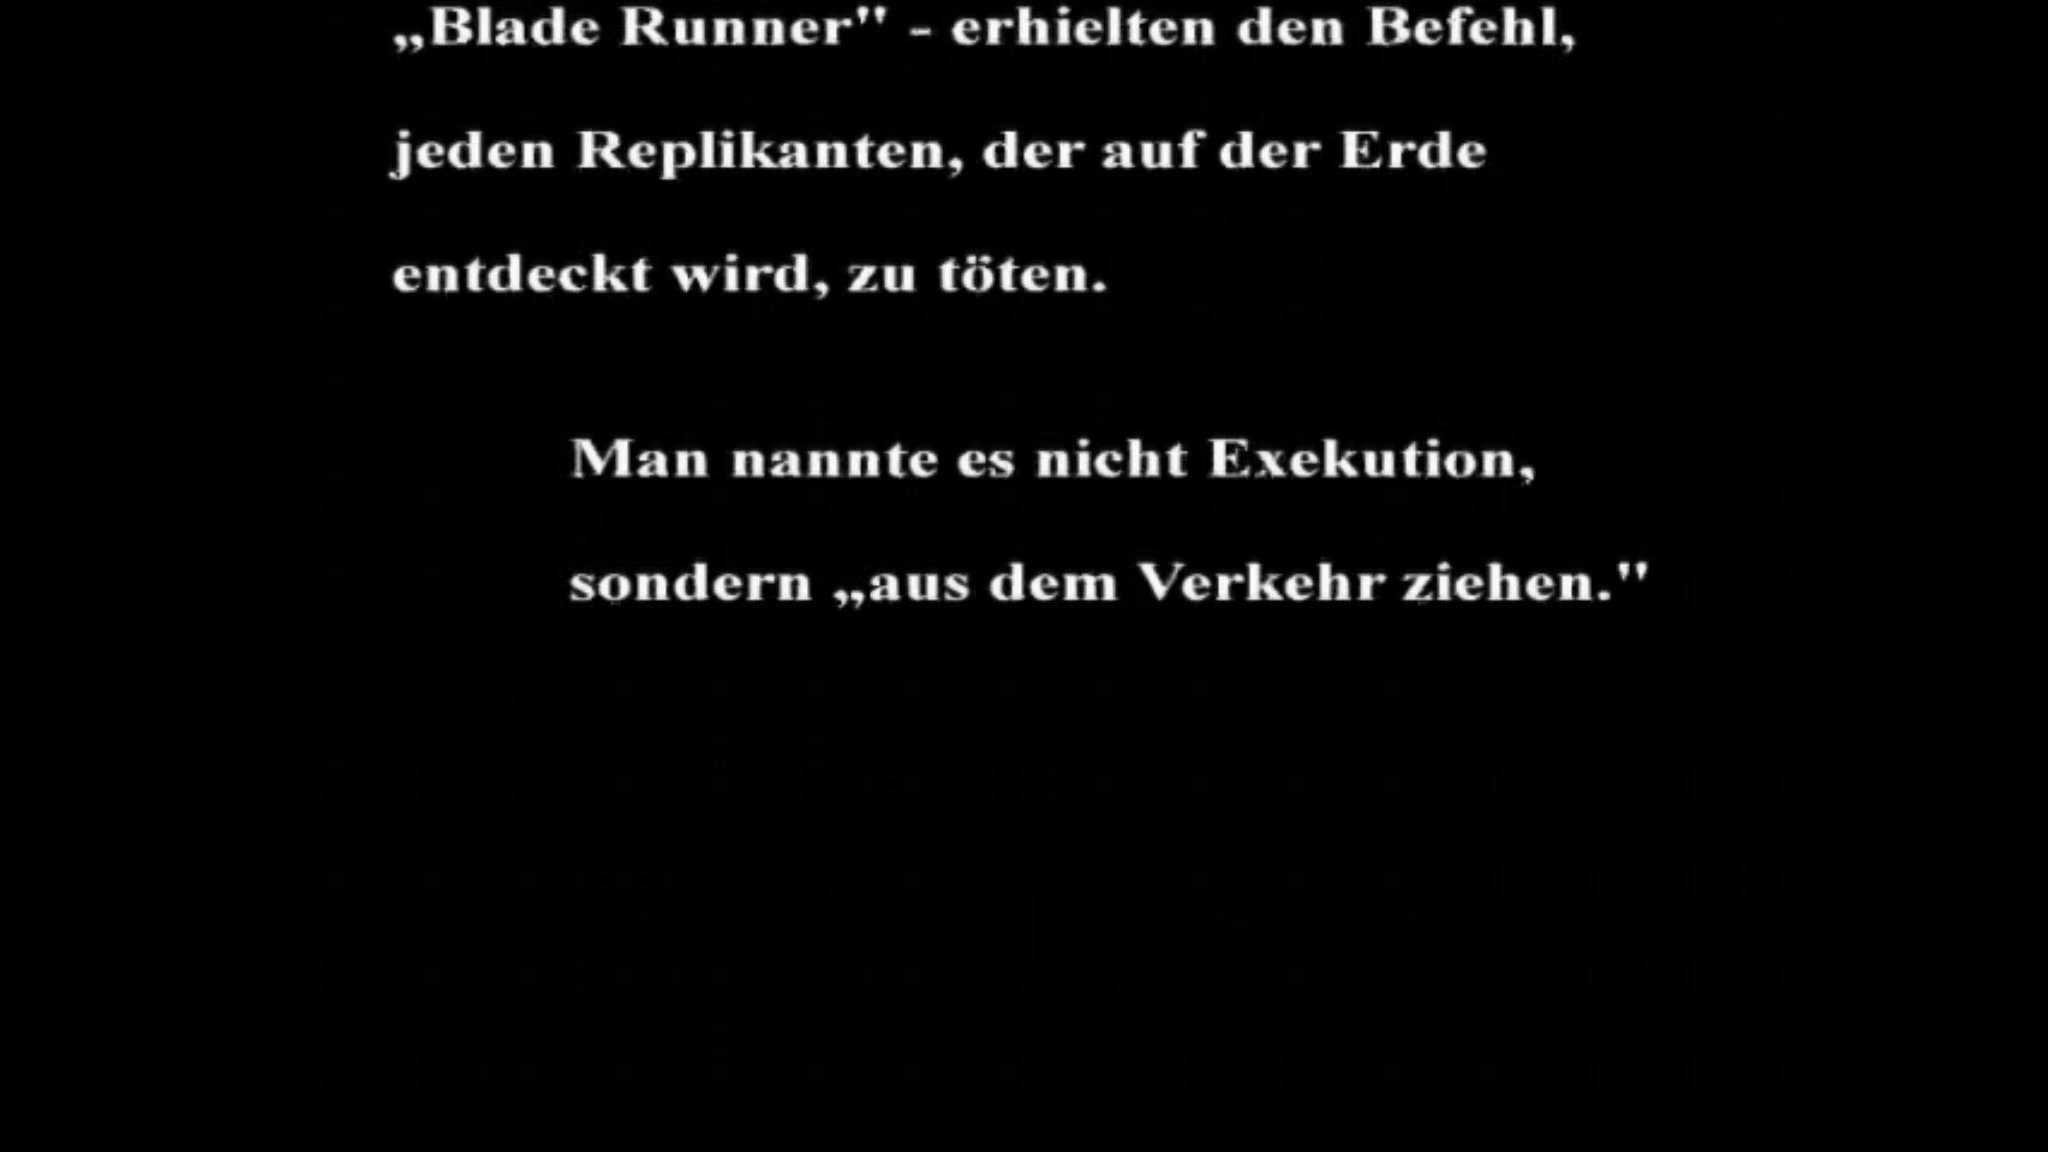 „Blade Runner" - erhielten den Befehl,
jeden Replikanten, der auf der Erde
entdeckt wird, zu töten.
Man nannte es nicht Exekution,
sondern „aus dem Verkehr ziehen."